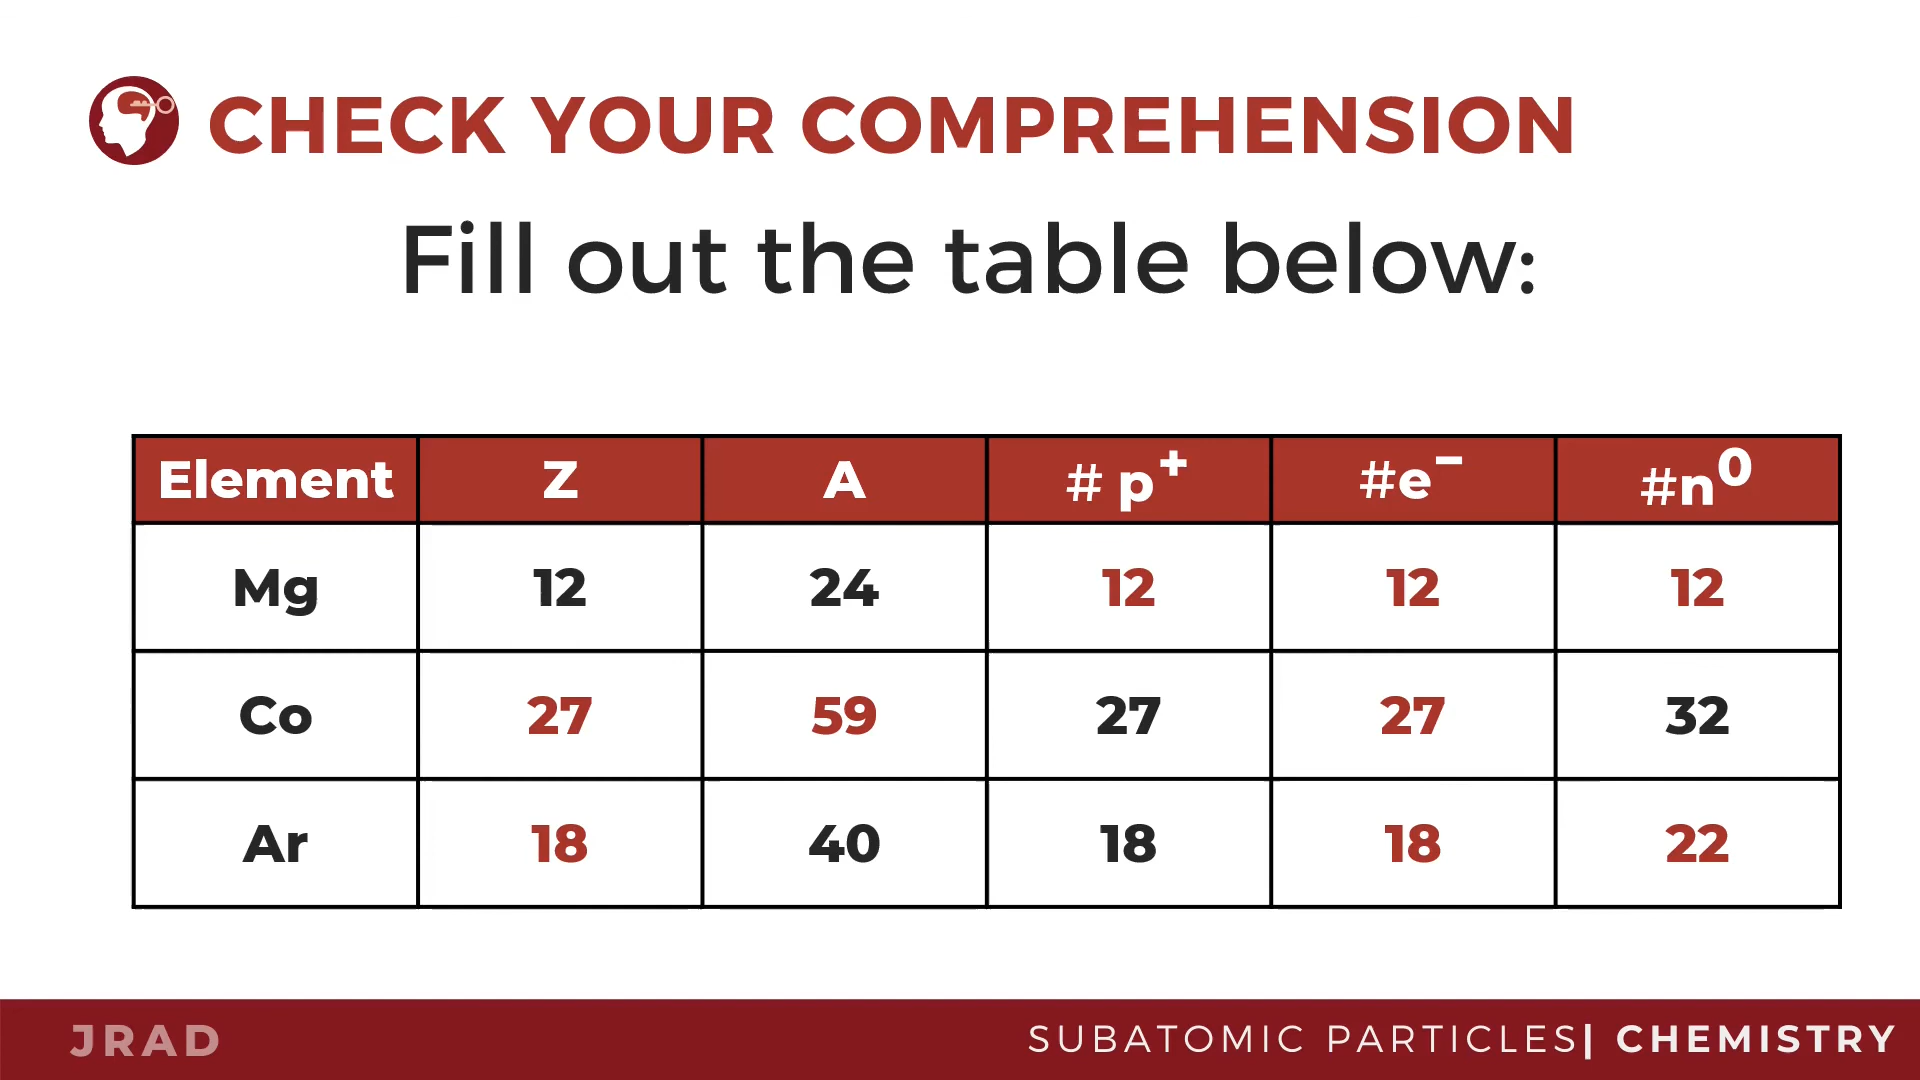 CHECK YOUR COMPREHENSION
Fill out the table below:
Element Z A # p⁺ #e⁻ #n⁰
Mg 12 24 12 12 12
Co 27 59 27 27 32
Ar 18 40 18 18 22
JRAD SUBATOMIC PARTICLES| CHEMISTRY